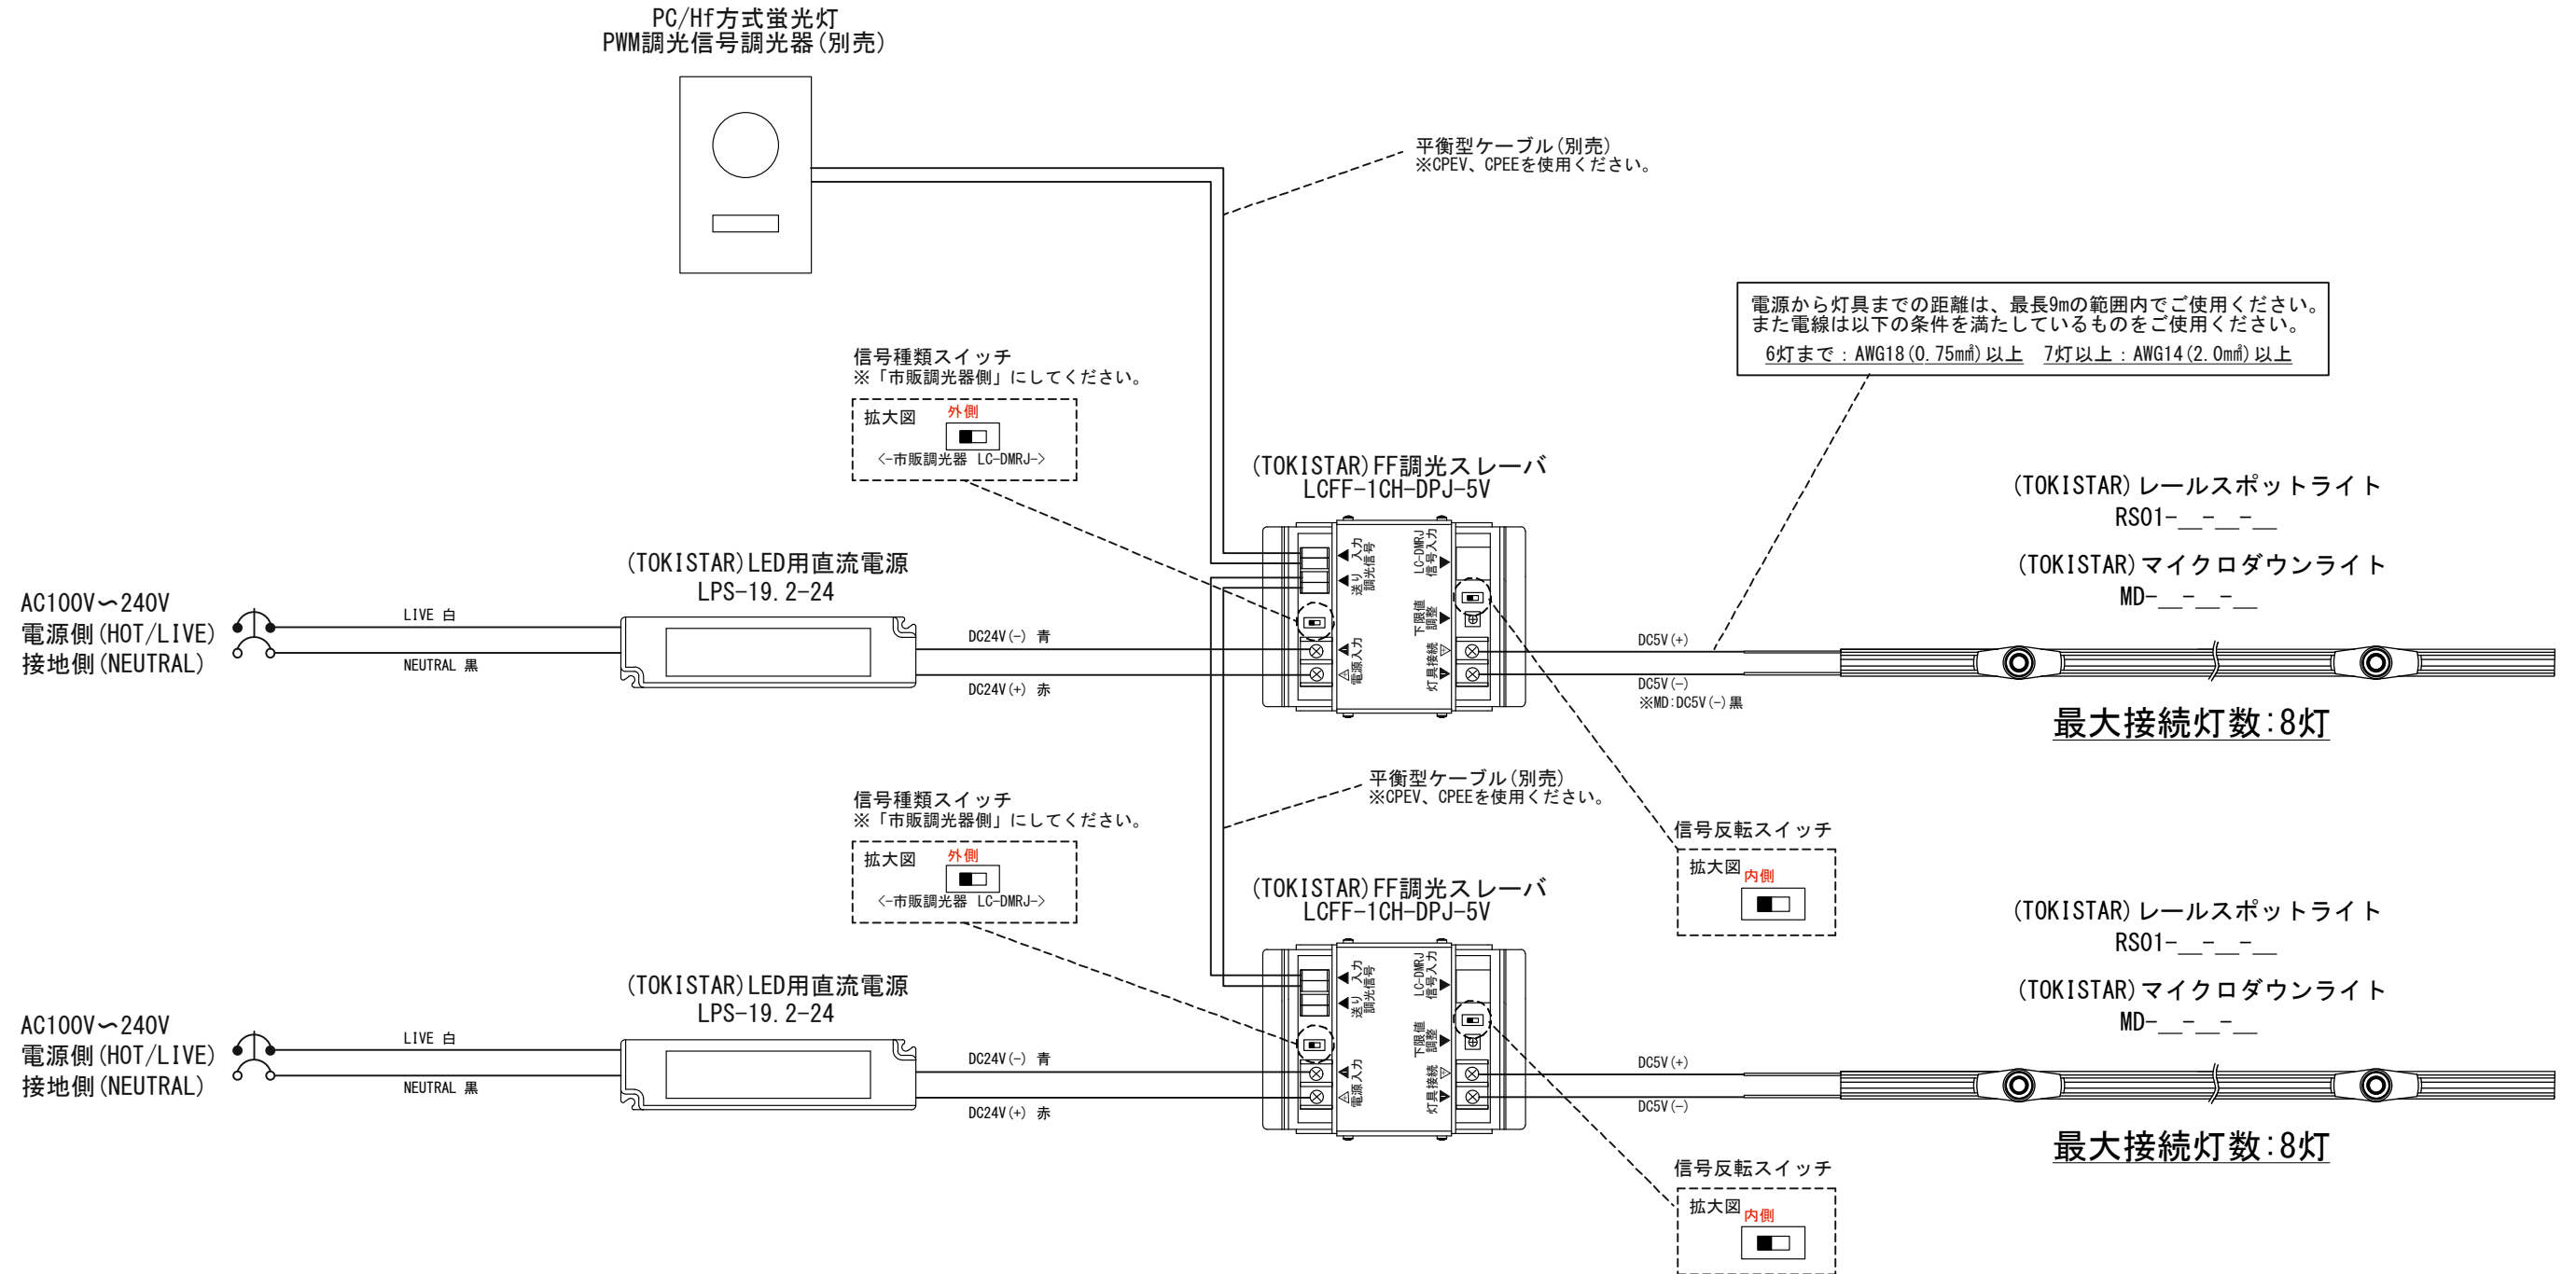 PC/Hf方式蛍光灯
PWM調光信号調光器(別売)
平衡型ケーブル(別売)
※CPEV、CPEEを使用ください。
電源から灯具までの距離は、最長9mの範囲内でご使用ください。
また電線は以下の条件を満たしているものをご使用ください。
6灯まで：AWG18(0.75㎟)以上　7灯以上：AWG14(2.0㎟)以上
信号種類スイッチ
※「市販調光器側」にしてください。
拡大図 外側
<-市販調光器 LC-DMRJ->
(TOKISTAR)FF調光スレーバ
LCFF-1CH-DPJ-5V
(TOKISTAR)レールスポットライト
RS01-__-__-__
(TOKISTAR)マイクロダウンライト
MD-__-__-__
(TOKISTAR)LED用直流電源
LPS-19.2-24
AC100V〜240V
電源側(HOT/LIVE)
接地側(NEUTRAL)
LIVE 白
NEUTRAL 黒
DC24V(-) 青
DC24V(+) 赤
入力
送り
調光信号
電源入力
LC-DMRJ
信号入力
下限値
調整
灯具接続
DC5V(+)
DC5V(-)
※MD:DC5V(-)黒
最大接続灯数:8灯
平衡型ケーブル(別売)
※CPEV、CPEEを使用ください。
信号反転スイッチ
拡大図 内側
信号種類スイッチ
※「市販調光器側」にしてください。
拡大図 外側
<-市販調光器 LC-DMRJ->
(TOKISTAR)FF調光スレーバ
LCFF-1CH-DPJ-5V
(TOKISTAR)レールスポットライト
RS01-__-__-__
(TOKISTAR)マイクロダウンライト
MD-__-__-__
(TOKISTAR)LED用直流電源
LPS-19.2-24
AC100V〜240V
電源側(HOT/LIVE)
接地側(NEUTRAL)
LIVE 白
NEUTRAL 黒
DC24V(-) 青
DC24V(+) 赤
入力
送り
調光信号
電源入力
LC-DMRJ
信号入力
下限値
調整
灯具接続
DC5V(+)
DC5V(-)
最大接続灯数:8灯
信号反転スイッチ
拡大図 内側